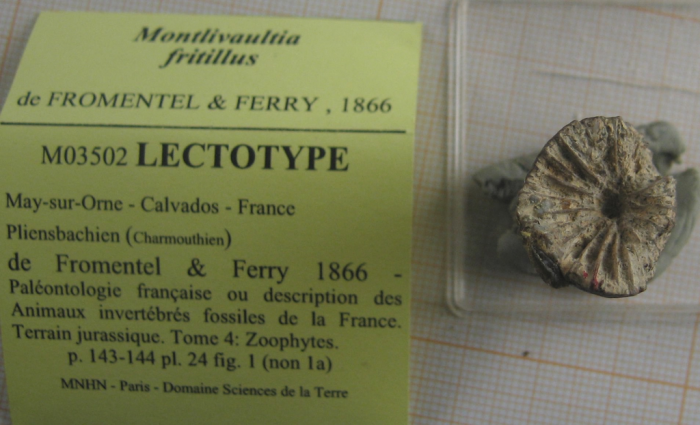 Montlivaultia
fritillus
de FROMENTEL & FERRY , 1866
M03502 LECTOTYPE
May-sur-Orne - Calvados - France
Pliensbachien (Charmouthien)
de Fromentel & Ferry 1866 -
Paléontologie française ou description des
Animaux invertébrés fossiles de la France.
Terrain jurassique. Tome 4: Zoophytes.
p. 143-144 pl. 24 fig. 1 (non 1a)
MNHN - Paris - Domaine Sciences de la Terre